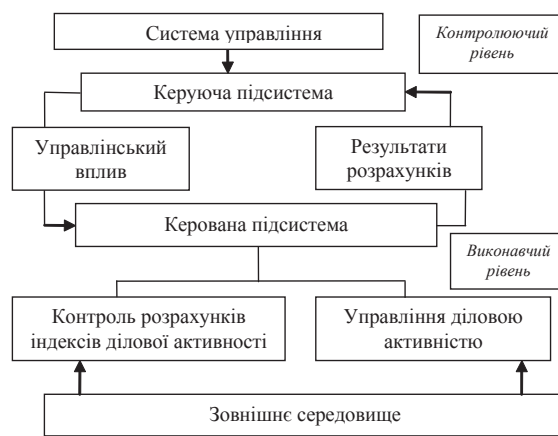 Система управління
Контролюючий
рівень
Керуюча підсистема
Управлінський
вплив
Результати
розрахунків
Керована підсистема
Виконавчий
рівень
Контроль розрахунків
індексів ділової активності
Управління діловою
активністю
Зовнішнє середовище